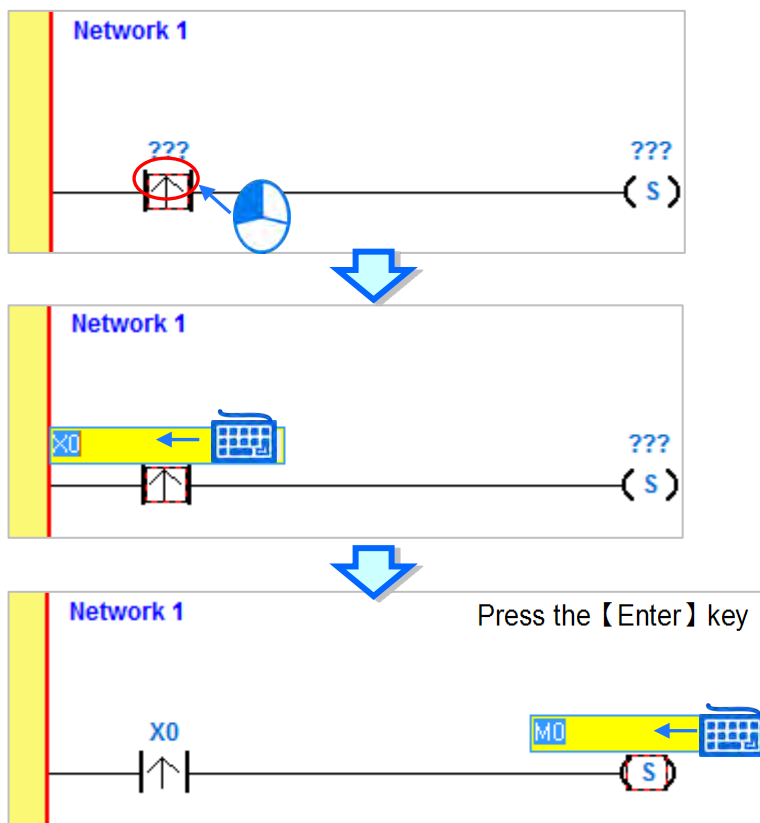 Network 1
??? ???
S
Network 1
X0
???
S
Network 1 Press the【Enter】key
X0 M0
S